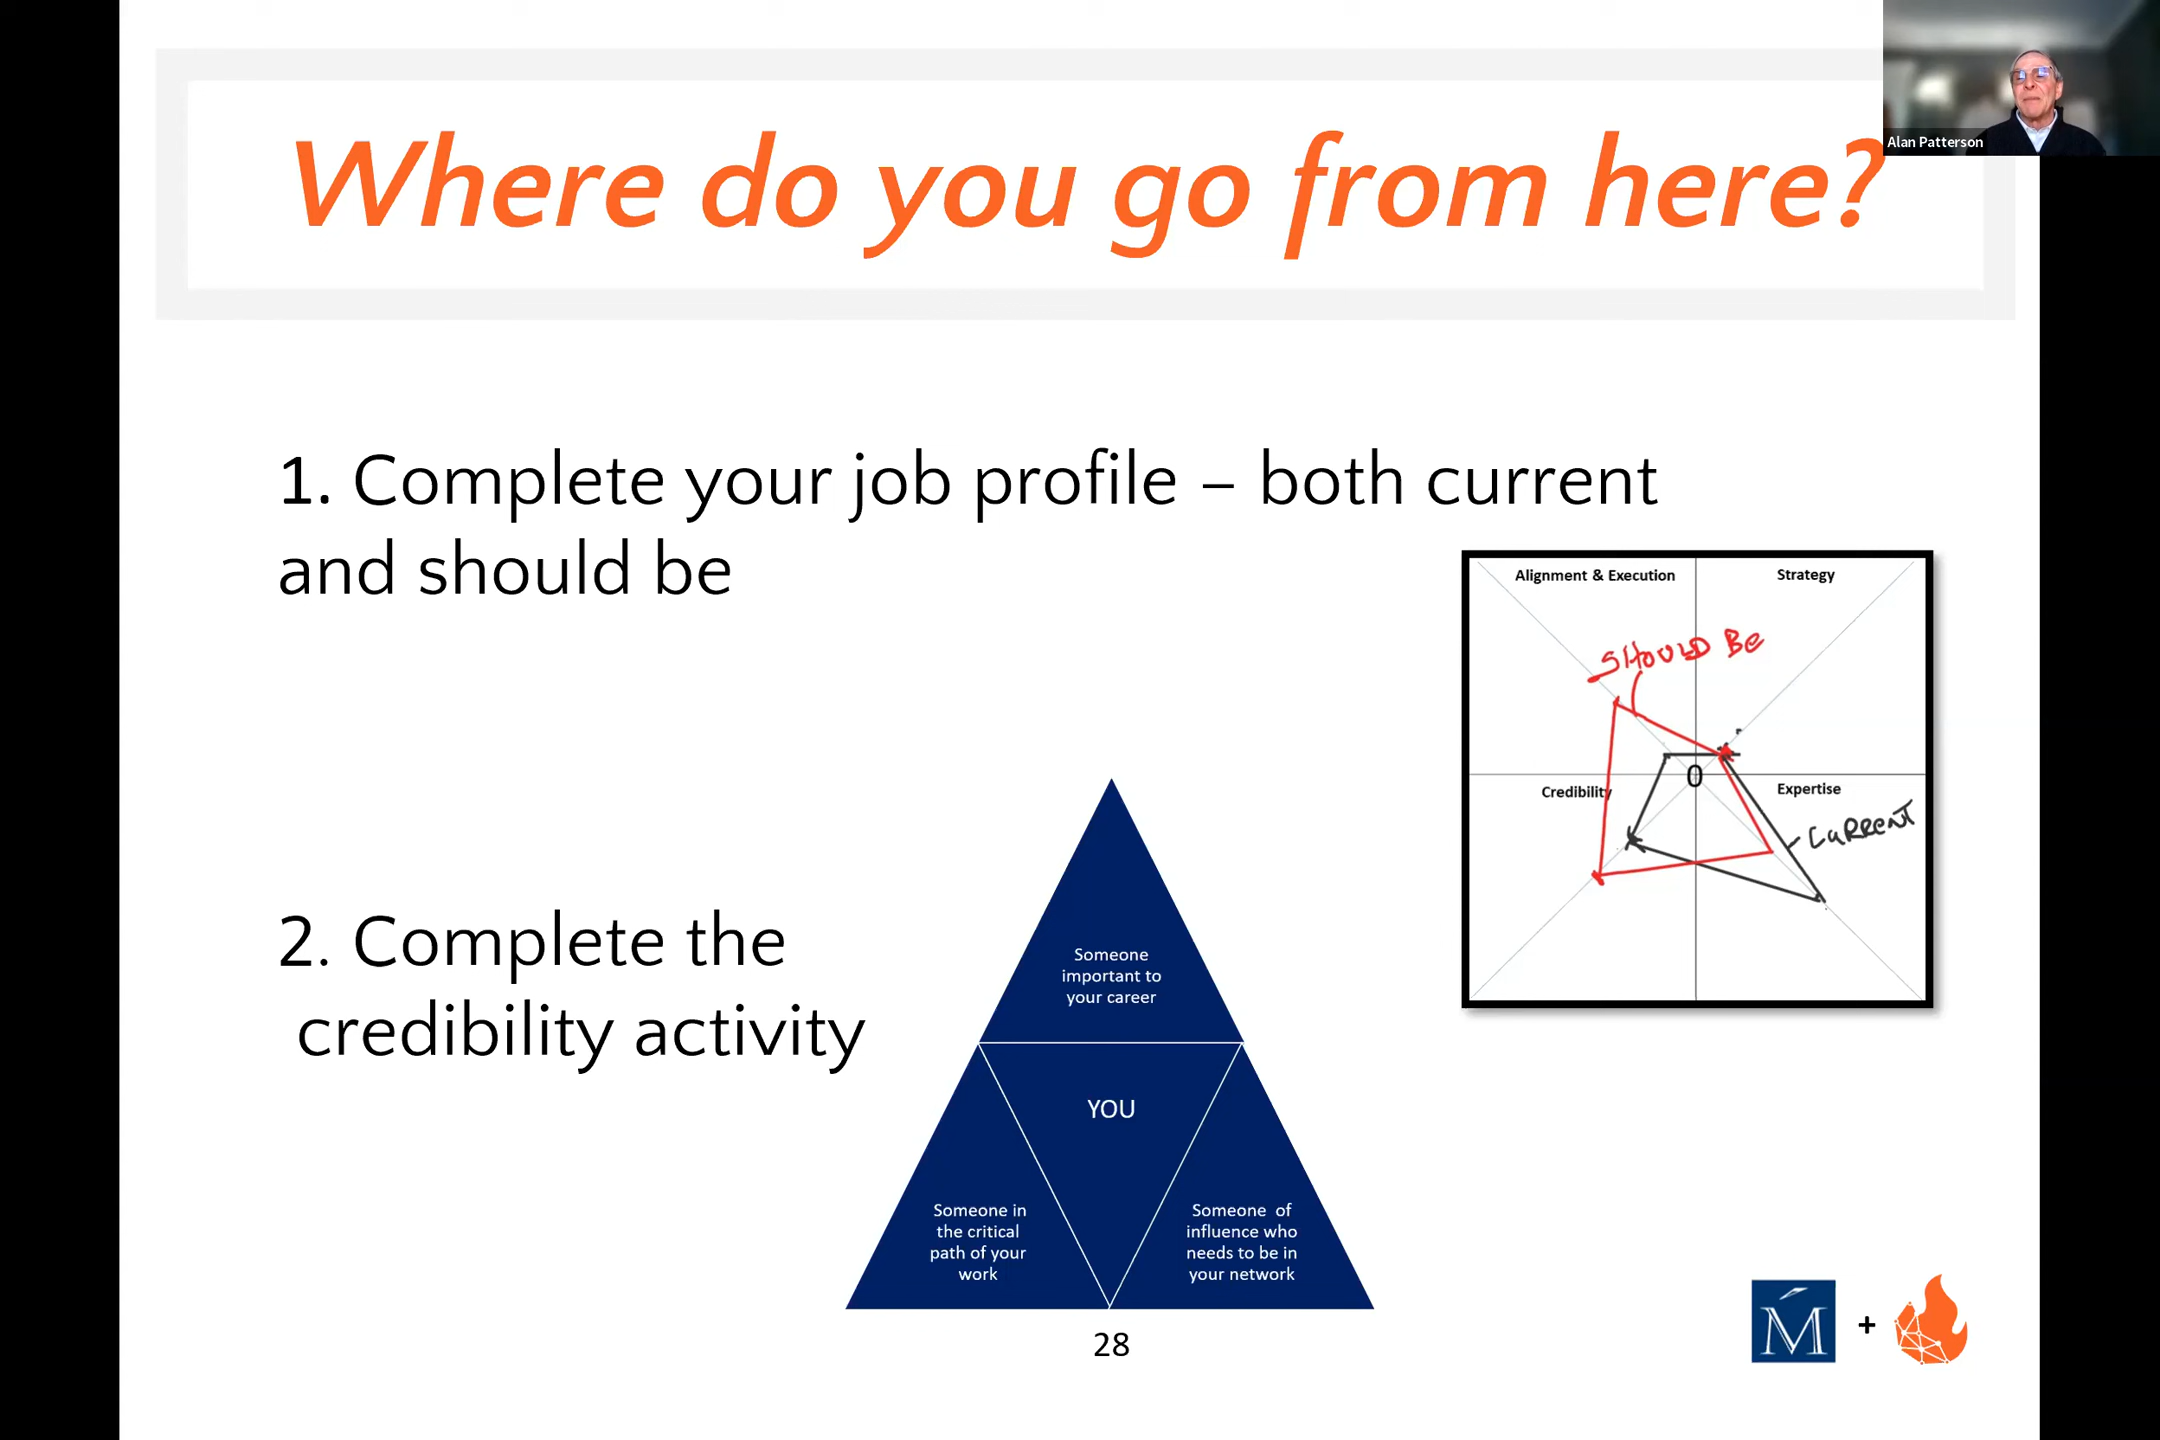 Alan Patterson
Where do you go from here?
1. Complete your job profile – both current
and should be
Alignment & Execution
Strategy
SHOULD BE
0
Credibility
Expertise
CURRENT
2. Complete the
credibility activity
Someone
important to
your career
YOU
Someone in
the critical
path of your
work
Someone of
influence who
needs to be in
your network
28
M
+